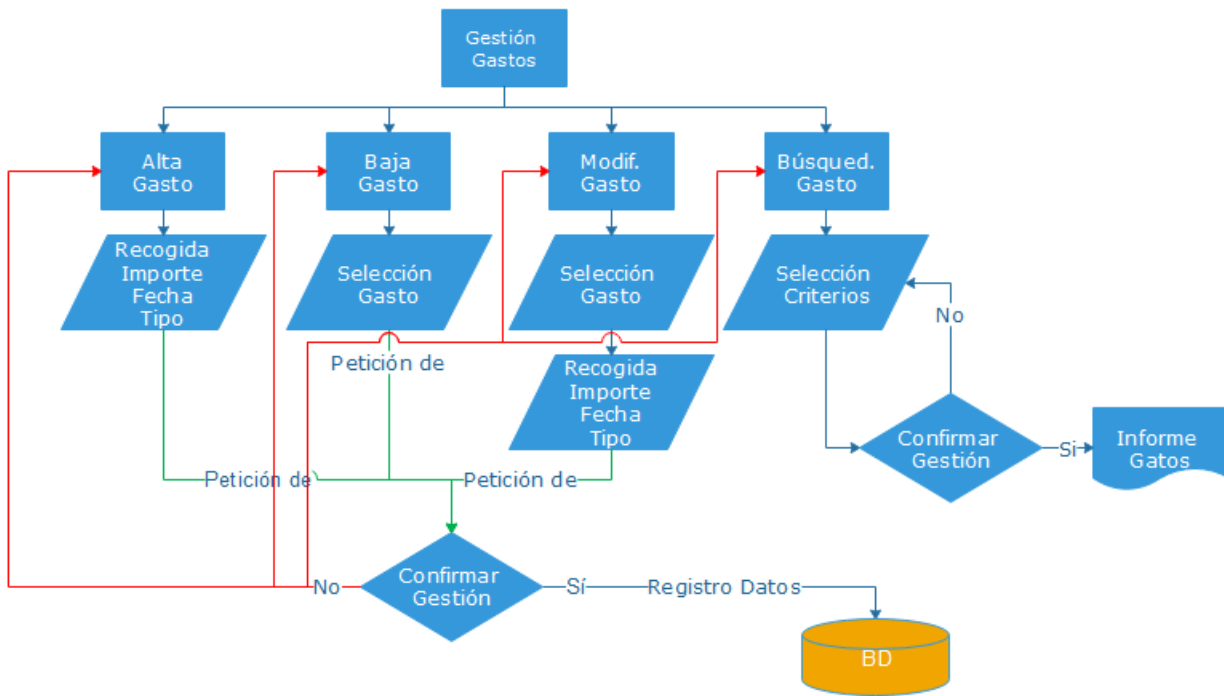 Gestión
Gastos
Alta
Gasto
Baja
Gasto
Modif.
Gasto
Búsqued.
Gasto
Recogida
Importe
Fecha
Tipo
Selección
Gasto
Selección
Gasto
Selección
Criterios
No
Petición de
Recogida
Importe
Fecha
Tipo
Confirmar
Gestión
Si
Informe
Gatos
Petición de
Petición de
No
Confirmar
Gestión
Sí
Registro Datos
BD